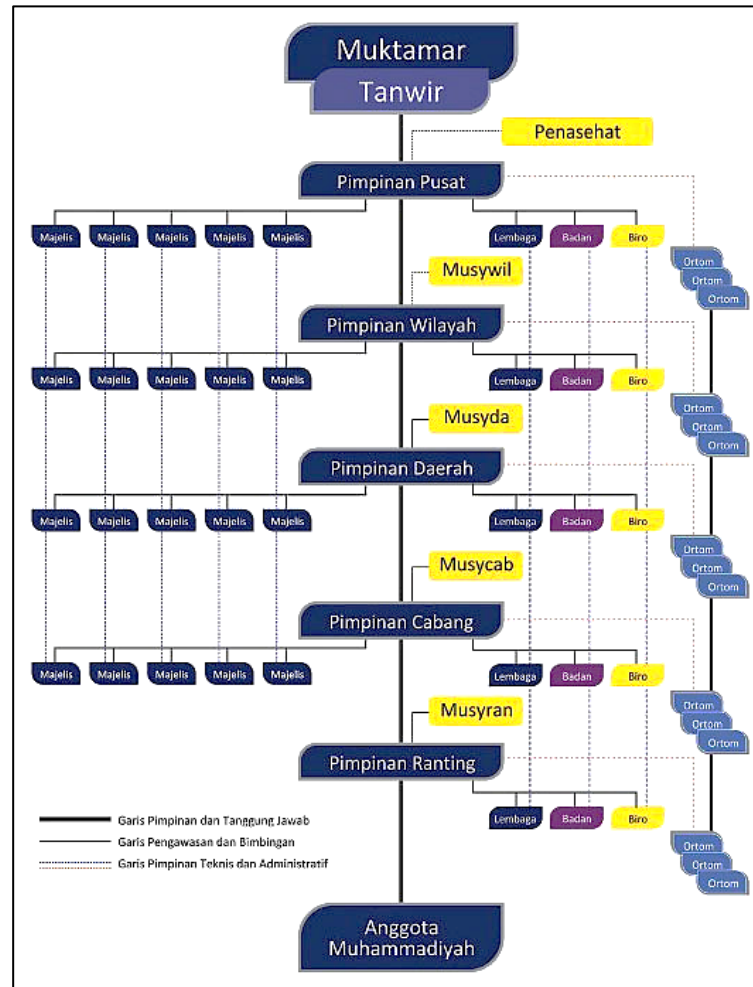 Muktamar
Tanwir
Penasehat
Pimpinan Pusat
Majelis Majelis Majelis Majelis Majelis Lembaga Badan Biro
Ortom
Ortom
Ortom
Musywil
Pimpinan Wilayah
Majelis Majelis Majelis Majelis Majelis Lembaga Badan Biro
Ortom
Ortom
Ortom
Musyda
Pimpinan Daerah
Majelis Majelis Majelis Majelis Majelis Lembaga Badan Biro
Ortom
Ortom
Ortom
Musycab
Pimpinan Cabang
Majelis Majelis Majelis Majelis Majelis Lembaga Badan Biro
Ortom
Ortom
Ortom
Musyran
Pimpinan Ranting
Lembaga Badan Biro
Ortom
Ortom
Ortom
Garis Pimpinan dan Tanggung Jawab
Garis Pengawasan dan Bimbingan
Garis Pimpinan Teknis dan Administratif
Anggota
Muhammadiyah